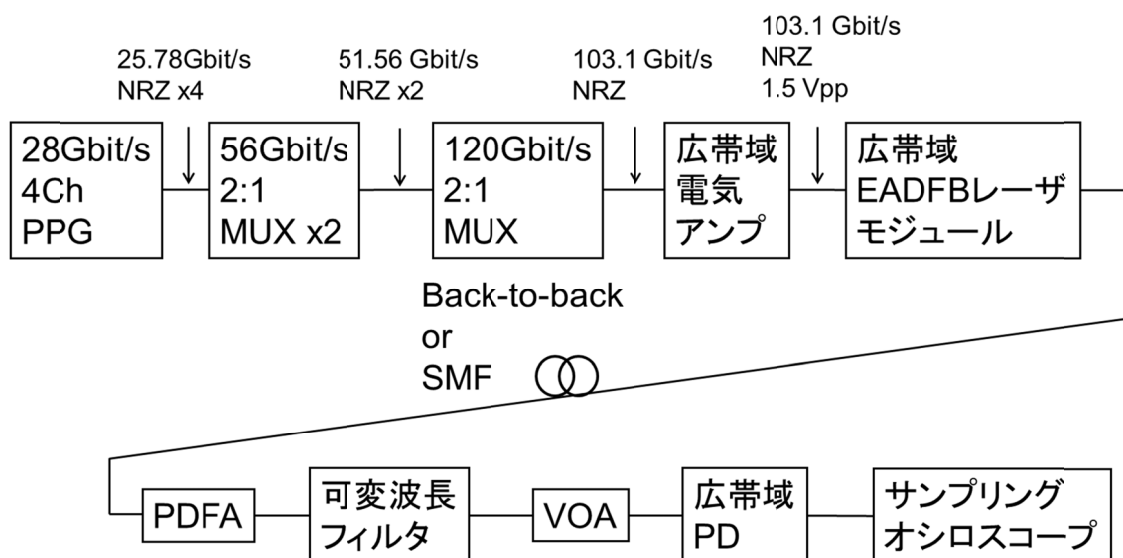 25.78Gbit/s
NRZ x4
51.56 Gbit/s
NRZ x2
103.1 Gbit/s
NRZ
103.1 Gbit/s
NRZ
1.5 Vpp
28Gbit/s
4Ch
PPG
56Gbit/s
2:1
MUX x2
120Gbit/s
2:1
MUX
広帯域
電気
アンプ
広帯域
EADFBレーザ
モジュール
Back-to-back
or
SMF
PDFA
可変波長
フィルタ
VOA
広帯域
PD
サンプリング
オシロスコープ